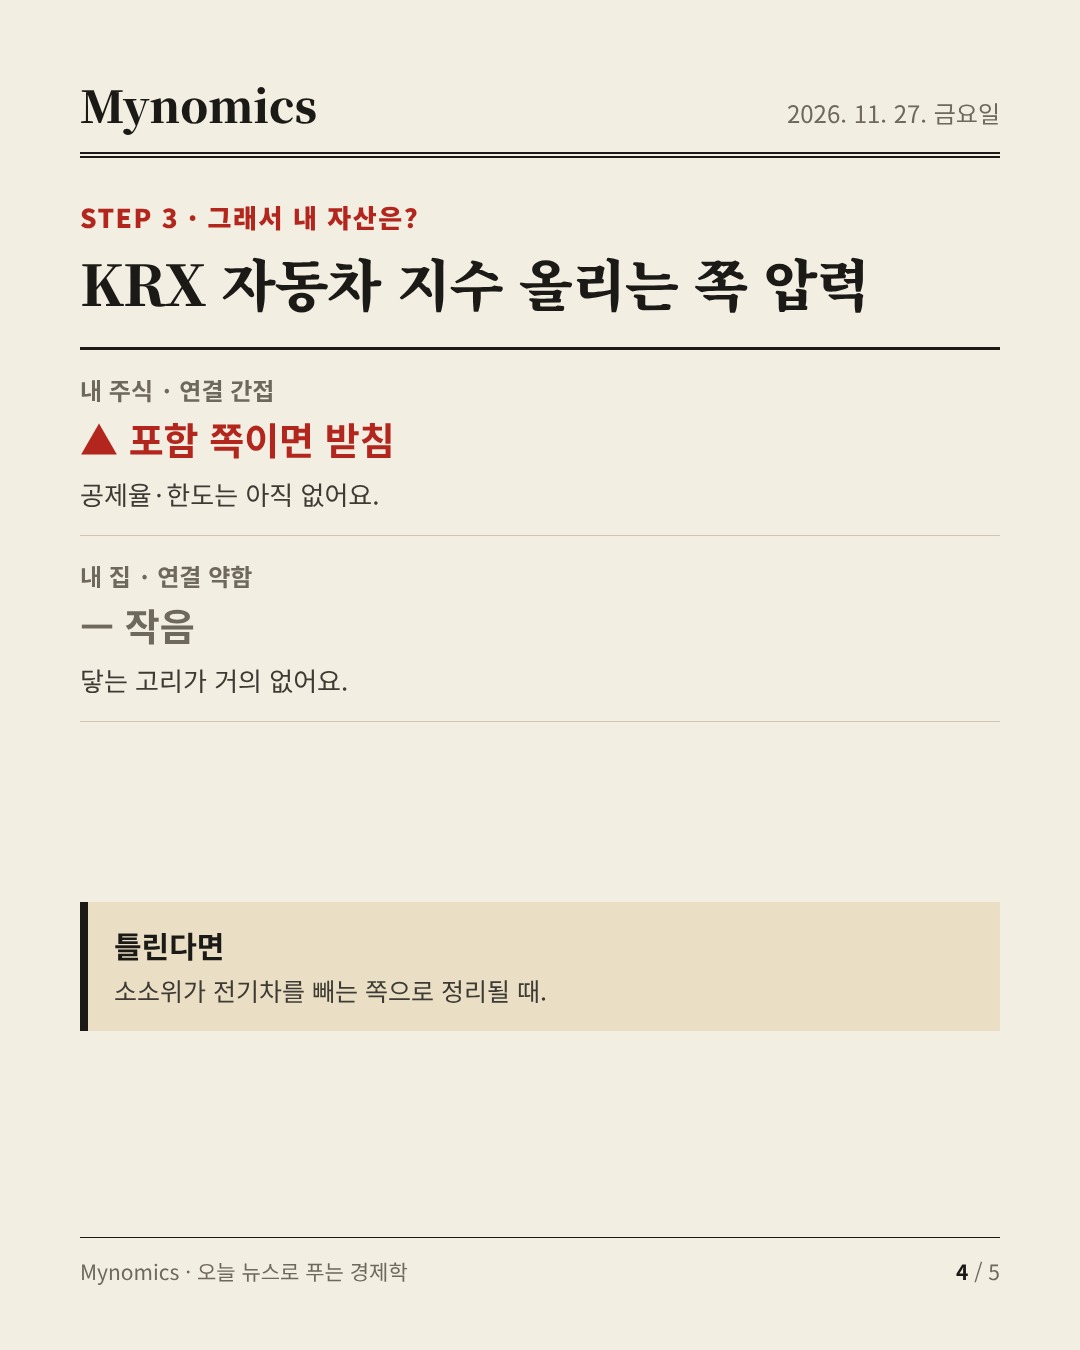 Mynomics
2026. 11. 27. 금요일
STEP 3 · 그래서 내 자산은?
KRX 자동차 지수 올리는 쪽 압력
내 주식 · 연결 간접
▲ 포함 쪽이면 받침
공제율·한도는 아직 없어요.
내 집 · 연결 약함
— 작음
닿는 고리가 거의 없어요.
틀린다면
소소위가 전기차를 빼는 쪽으로 정리될 때.
Mynomics · 오늘 뉴스로 푸는 경제학
4 / 5